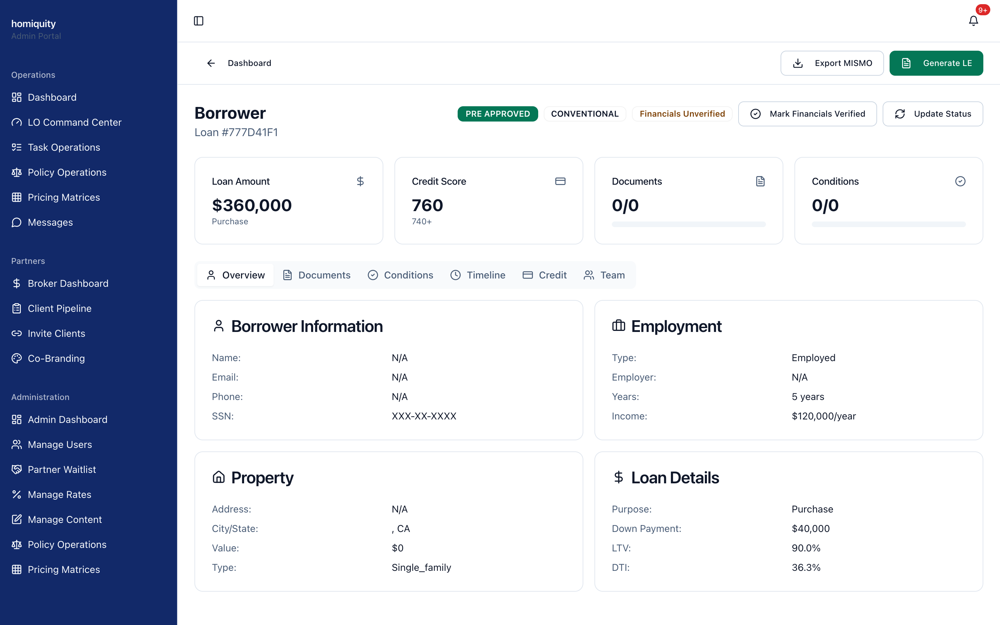 homiquity
Admin Portal
Operations
Dashboard
LO Command Center
Task Operations
Policy Operations
Pricing Matrices
Messages
Partners
Broker Dashboard
Client Pipeline
Invite Clients
Co-Branding
Administration
Admin Dashboard
Manage Users
Partner Waitlist
Manage Rates
Manage Content
Policy Operations
Pricing Matrices
9+
Dashboard
Export MISMO
Generate LE
Borrower
Loan #777D41F1
PRE APPROVED
CONVENTIONAL
Financials Unverified
Mark Financials Verified
Update Status
Loan Amount
$360,000
Purchase
Credit Score
760
740+
Documents
0/0
Conditions
0/0
Overview
Documents
Conditions
Timeline
Credit
Team
Borrower Information
Name: N/A
Email: N/A
Phone: N/A
SSN: XXX-XX-XXXX
Employment
Type: Employed
Employer: N/A
Years: 5 years
Income: $120,000/year
Property
Address: N/A
City/State: , CA
Value: $0
Type: Single_family
Loan Details
Purpose: Purchase
Down Payment: $40,000
LTV: 90.0%
DTI: 36.3%